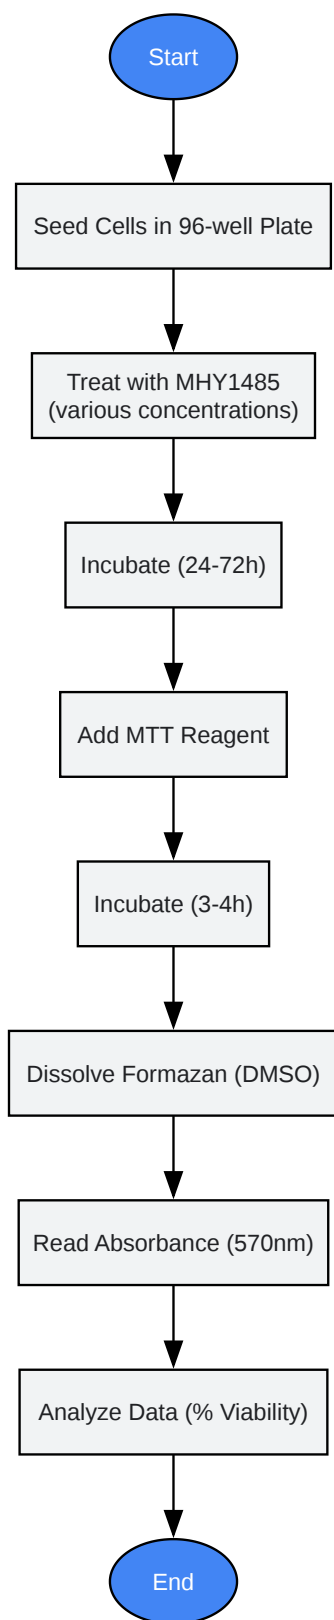 Start
Seed Cells in 96-well Plate
Treat with MHY1485
(various concentrations)
Incubate (24-72h)
Add MTT Reagent
Incubate (3-4h)
Dissolve Formazan (DMSO)
Read Absorbance (570nm)
Analyze Data (% Viability)
End